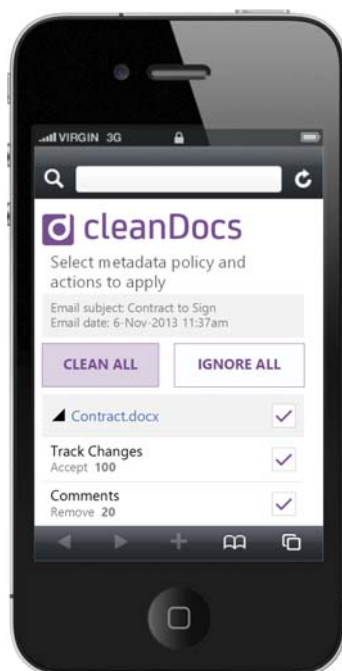 VIRGIN 3G
cleanDocs
Select metadata policy and
actions to apply
Email subject: Contract to Sign
Email date: 6-Nov-2013 11:37am
CLEAN ALL
IGNORE ALL
Contract.docx
Track Changes
Accept 100
Comments
Remove 20